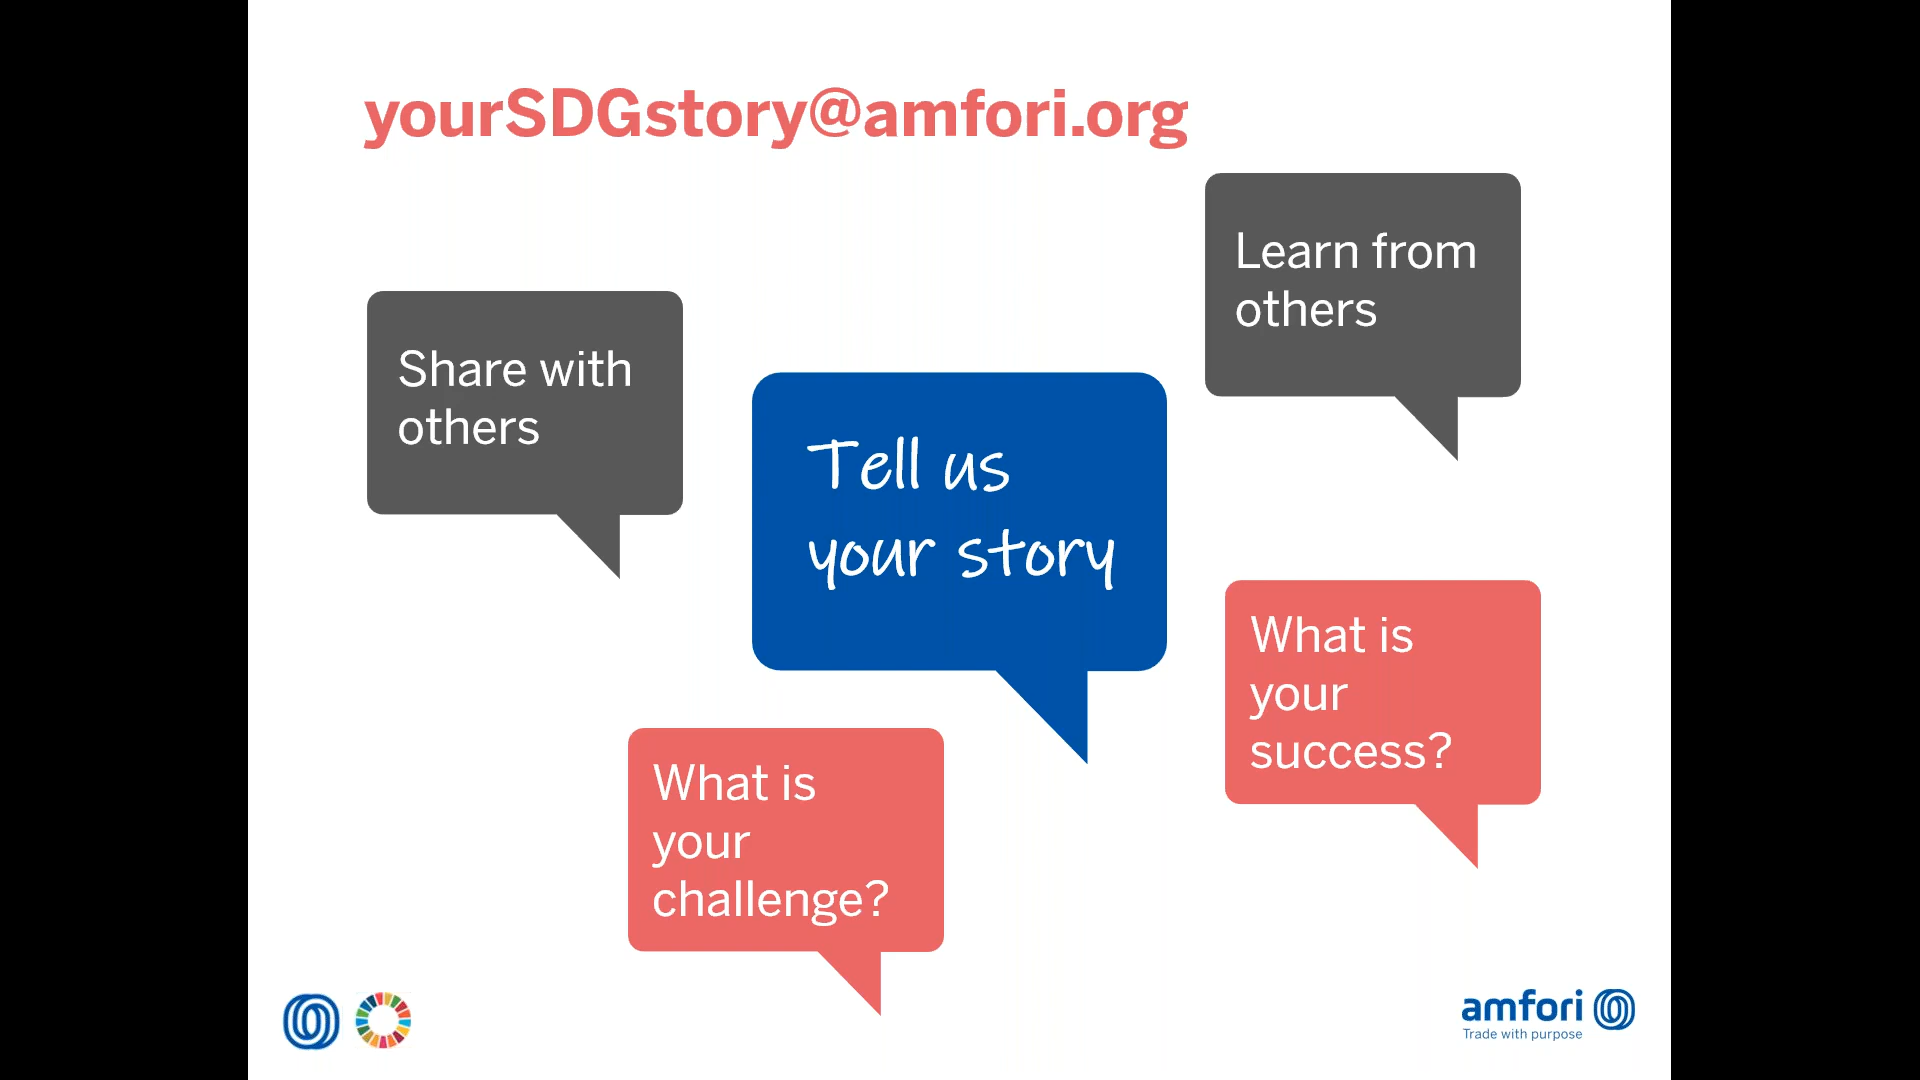 yourSDGstory@amfori.org
Learn from
others
Share with
others
Tell us
your story
What is
your
success?
What is
your
challenge?
amfori
Trade with purpose